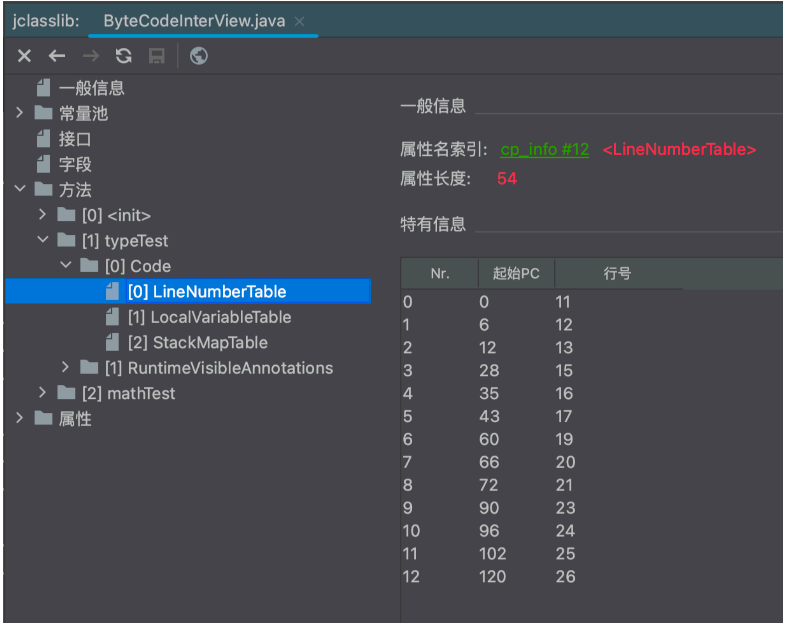 jclasslib: ByteCodeInterView.java
一般信息
常量池
接口
字段
方法
[0] <init>
[1] typeTest
[0] Code
[0] LineNumberTable
[1] LocalVariableTable
[2] StackMapTable
[1] RuntimeVisibleAnnotations
[2] mathTest
属性
一般信息
属性名索引: cp_info #12 <LineNumberTable>
属性长度: 54
特有信息
Nr. 起始PC 行号
0 0 11
1 6 12
2 12 13
3 28 15
4 35 16
5 43 17
6 60 19
7 66 20
8 72 21
9 90 23
10 96 24
11 102 25
12 120 26